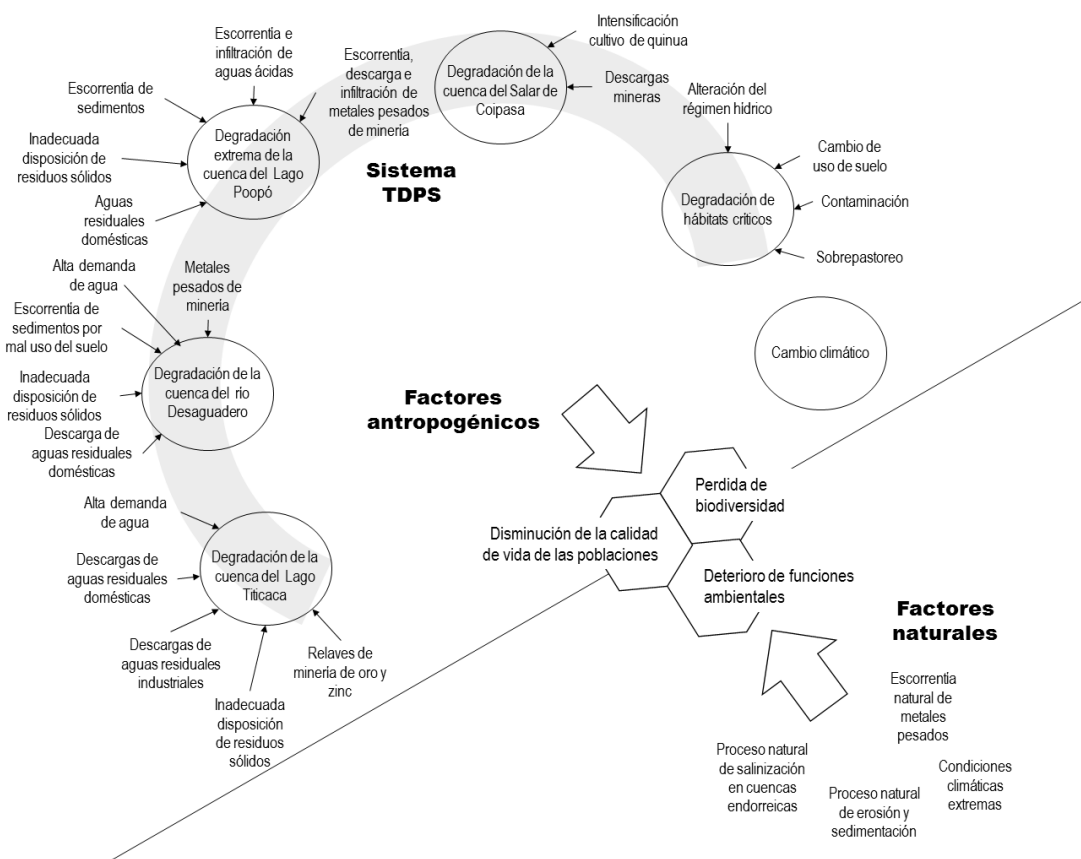 Escorrentía e
infiltración de
aguas ácidas
Escorrentía,
descarga e
infiltración de
metales pesados
de minería
Escorrentía de
sedimentos
Inadecuada
disposición de
residuos sólidos
Aguas
residuales
domésticas
Degradación
extrema de la
cuenca del Lago
Poopó
Sistema
TDPS
Degradación de la
cuenca del Salar de
Coipasa
Intensificación
cultivo de quinua
Descargas
mineras
Alteración del
régimen hídrico
Cambio de
uso de suelo
Contaminación
Sobrepastoreo
Degradación de
hábitats críticos
Alta demanda
de agua
Metales
pesados de
minería
Escorrentía de
sedimentos por
mal uso del suelo
Inadecuada
disposición de
residuos sólidos
Descarga de
aguas residuales
domésticas
Degradación de la
cuenca del río
Desaguadero
Cambio climático
Factores
antropogénicos
Alta demanda
de agua
Descargas de
aguas residuales
domésticas
Descargas de
aguas residuales
industriales
Inadecuada
disposición
de residuos
sólidos
Relaves de
minería de oro y
zinc
Degradación de la
cuenca del Lago
Titicaca
Perdida de
biodiversidad
Disminución de la calidad
de vida de las poblaciones
Deterioro de funciones
ambientales
Factores
naturales
Escorrentía
natural de
metales
pesados
Proceso natural
de salinización
en cuencas
endorreicas
Proceso natural
de erosión y
sedimentación
Condiciones
climáticas
extremas